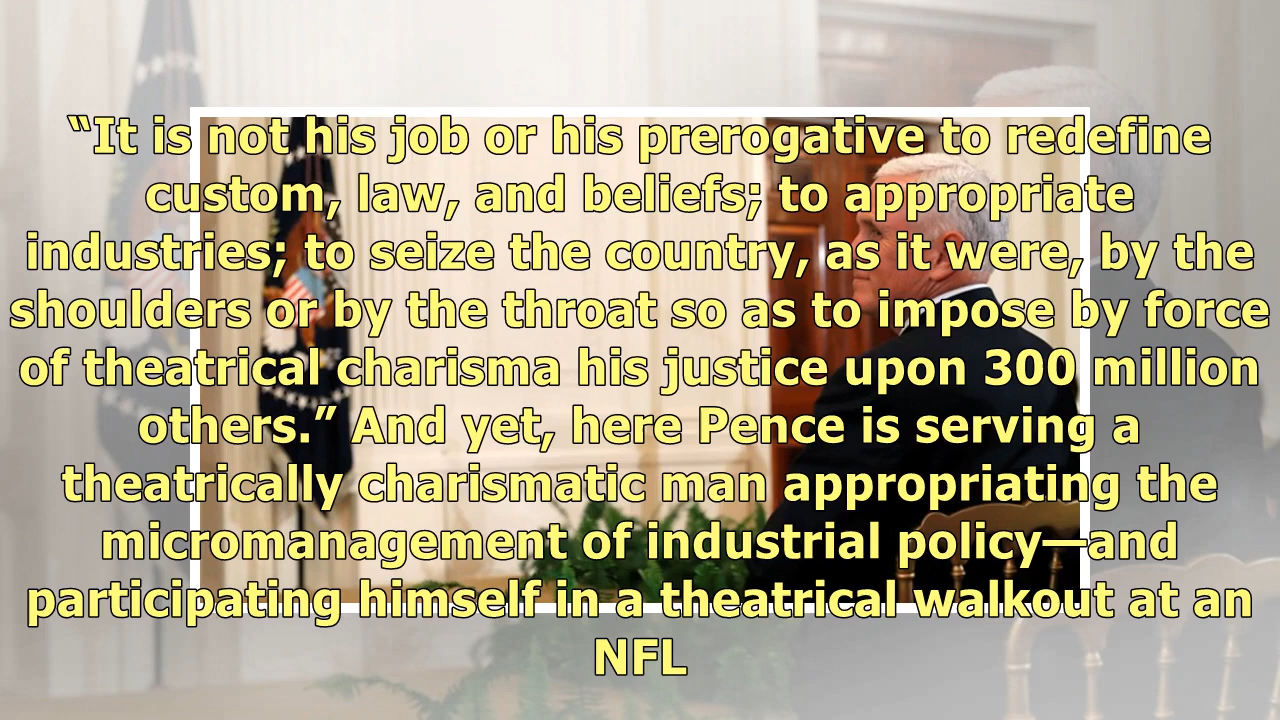 “It is not his job or his prerogative to redefine
custom, law, and beliefs; to appropriate
industries; to seize the country, as it were, by the
shoulders or by the throat so as to impose by force
of theatrical charisma his justice upon 300 million
others.” And yet, here Pence is serving a
theatrically charismatic man appropriating the
micromanagement of industrial policy—and
participating himself in a theatrical walkout at an
NFL